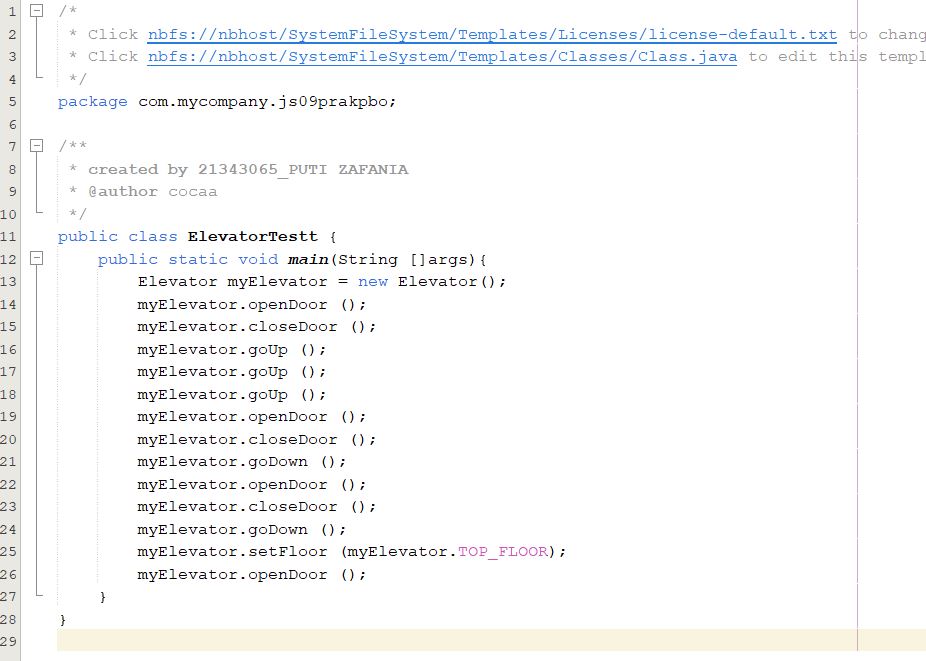 1 /*
2 * Click nbfs://nbhost/SystemFileSystem/Templates/Licenses/license-default.txt to chang
3 * Click nbfs://nbhost/SystemFileSystem/Templates/Classes/Class.java to edit this templ
4 */
5 package com.mycompany.js09prakpbo;
6
7 /**
8 * created by 21343065_PUTI ZAFANIA
9 * @author cocaa
10 */
11 public class ElevatorTestt {
12 public static void main(String []args){
13 Elevator myElevator = new Elevator();
14 myElevator.openDoor ();
15 myElevator.closeDoor ();
16 myElevator.goUp ();
17 myElevator.goUp ();
18 myElevator.goUp ();
19 myElevator.openDoor ();
20 myElevator.closeDoor ();
21 myElevator.goDown ();
22 myElevator.openDoor ();
23 myElevator.closeDoor ();
24 myElevator.goDown ();
25 myElevator.setFloor (myElevator.TOP_FLOOR);
26 myElevator.openDoor ();
27 }
28 }
29